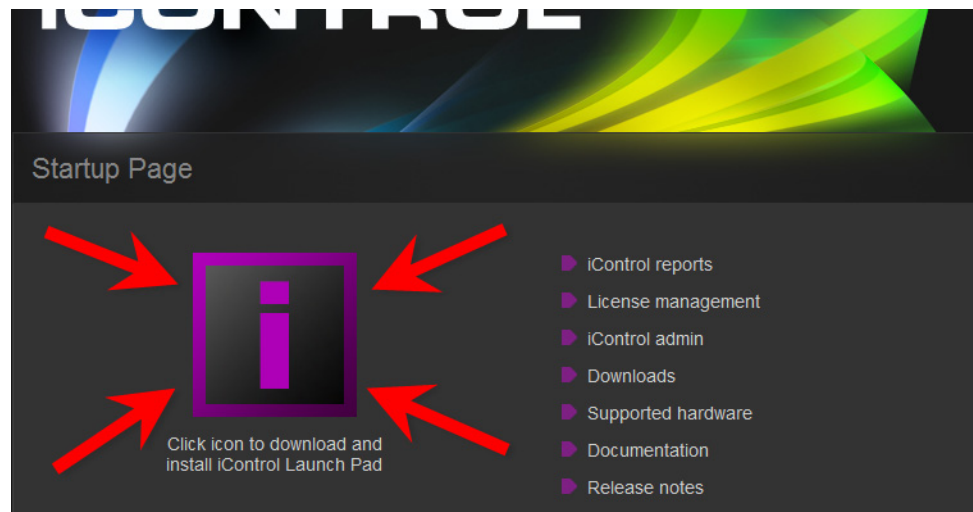 iCONTROL
Startup Page
i
Click icon to download and
install iControl Launch Pad
iControl reports
License management
iControl admin
Downloads
Supported hardware
Documentation
Release notes